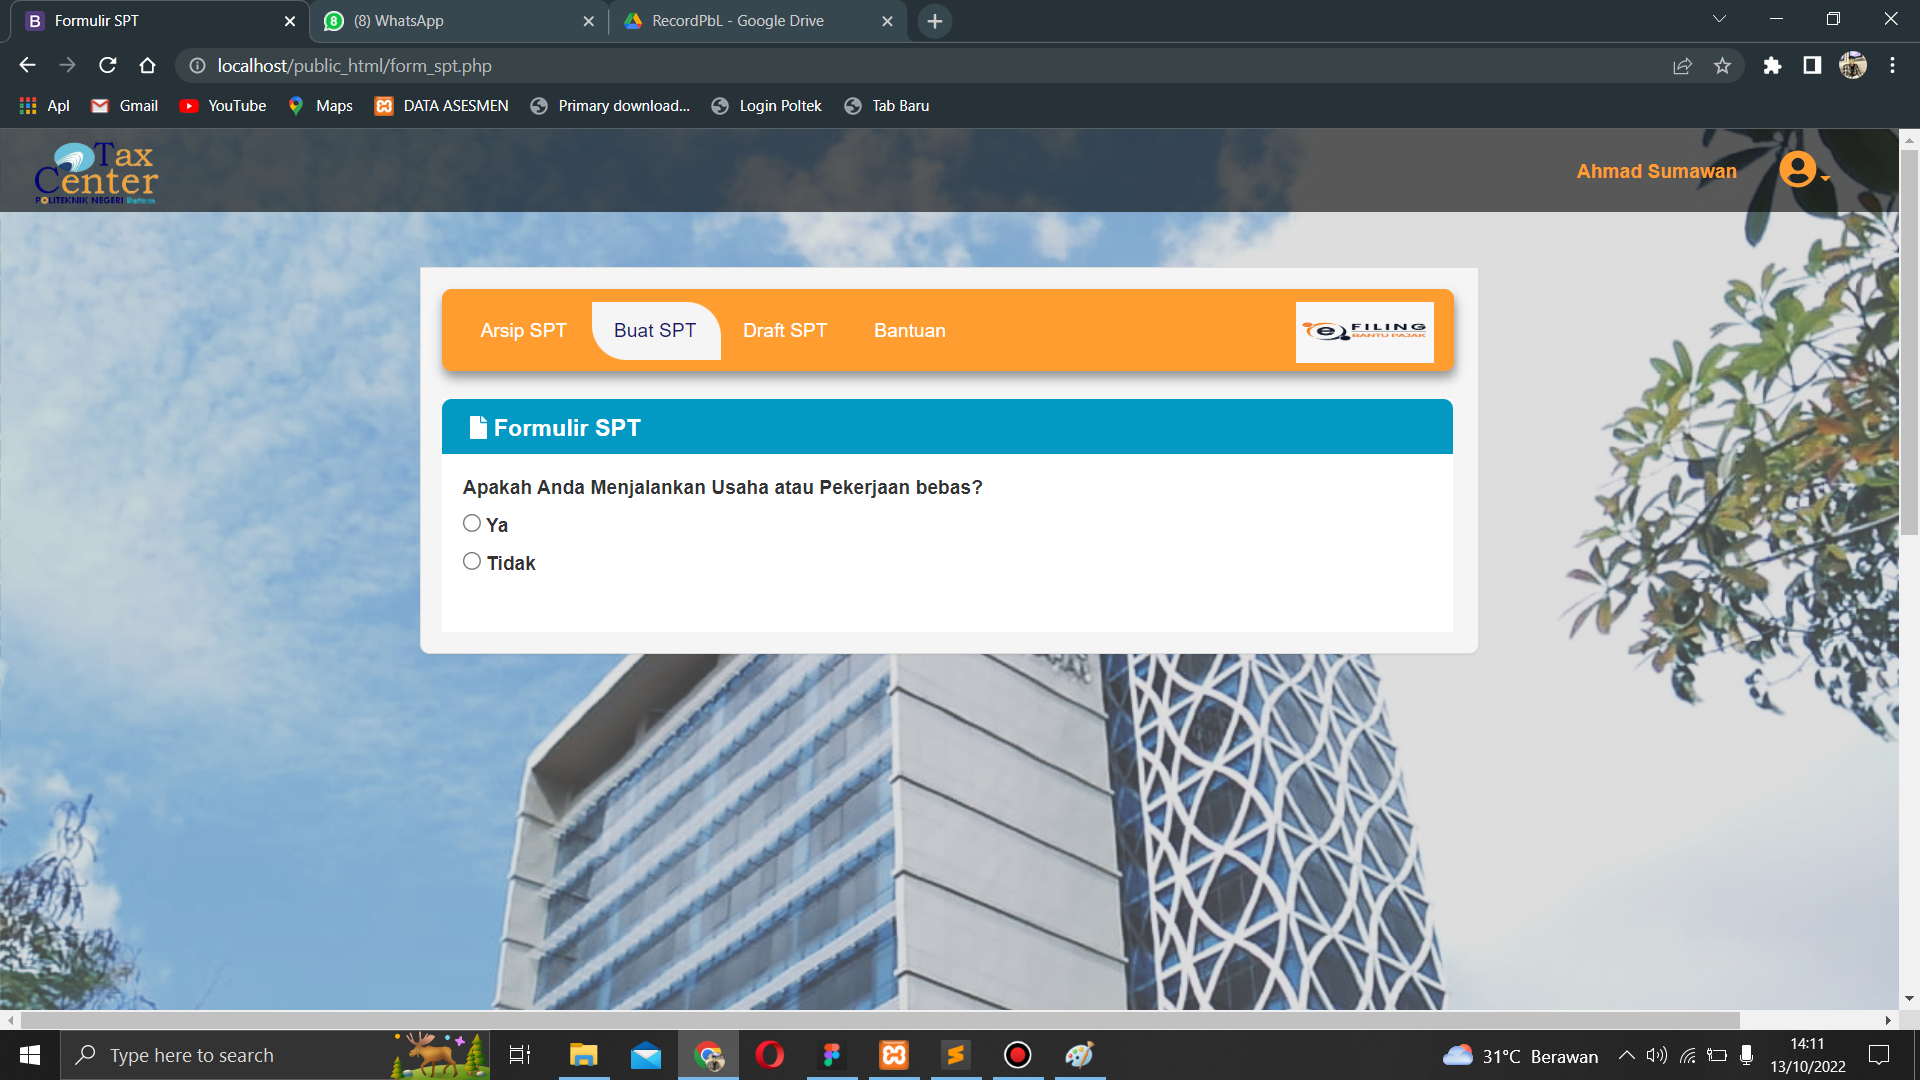 Formulir SPT
(8) WhatsApp
RecordPbL - Google Drive
localhost/public_html/form_spt.php
Apl
Gmail
YouTube
Maps
DATA ASESMEN
Primary download...
Login Poltek
Tab Baru
Tax
Center
POLITEKNIK NEGERI
Ahmad Sumawan
Arsip SPT
Buat SPT
Draft SPT
Bantuan
e FILING
BANTU PAJAK
Formulir SPT
Apakah Anda Menjalankan Usaha atau Pekerjaan bebas?
Ya
Tidak
Type here to search
31°C Berawan
14:11
13/10/2022